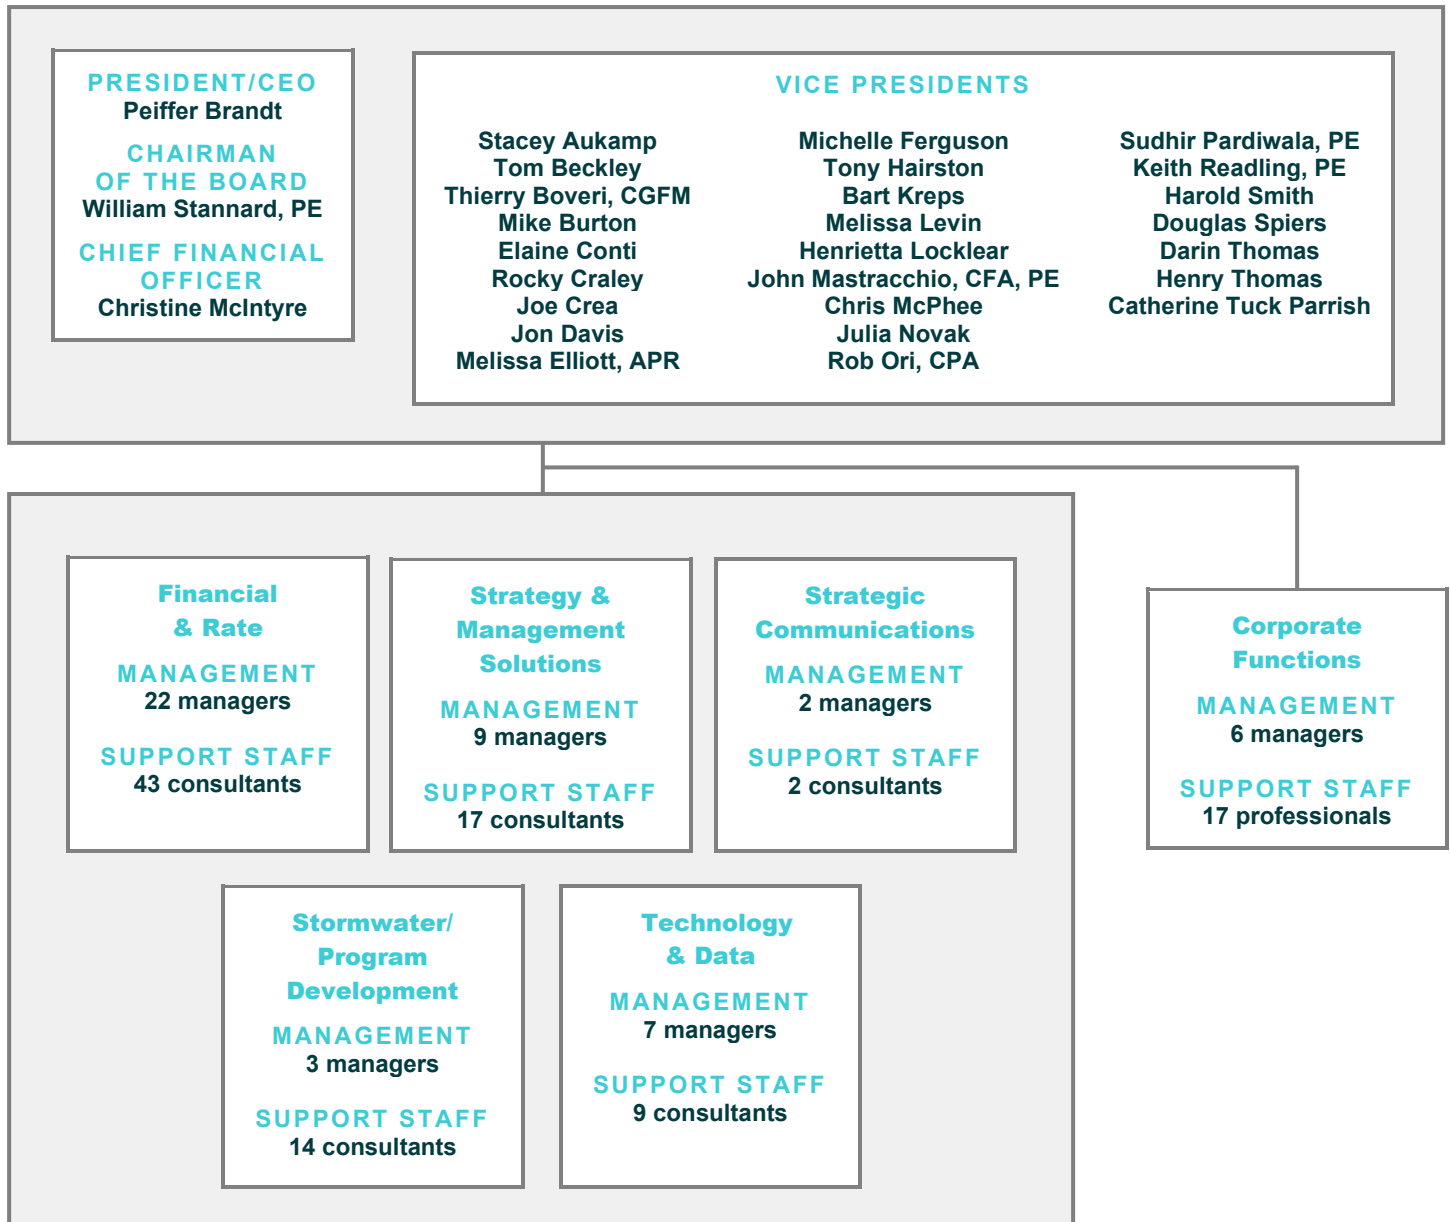 PRESIDENT/CEO
Peiffer Brandt
CHAIRMAN
OF THE BOARD
William Stannard, PE
CHIEF FINANCIAL
OFFICER
Christine McIntyre
VICE PRESIDENTS
Stacey Aukamp
Tom Beckley
Thierry Boveri, CGFM
Mike Burton
Elaine Conti
Rocky Craley
Joe Crea
Jon Davis
Melissa Elliott, APR
Michelle Ferguson
Tony Hairston
Bart Kreps
Melissa Levin
Henrietta Locklear
John Mastracchio, CFA, PE
Chris McPhee
Julia Novak
Rob Ori, CPA
Sudhir Pardiwala, PE
Keith Readling, PE
Harold Smith
Douglas Spiers
Darin Thomas
Henry Thomas
Catherine Tuck Parrish
Financial
& Rate
MANAGEMENT
22 managers
SUPPORT STAFF
43 consultants
Strategy &
Management
Solutions
MANAGEMENT
9 managers
SUPPORT STAFF
17 consultants
Strategic
Communications
MANAGEMENT
2 managers
SUPPORT STAFF
2 consultants
Corporate
Functions
MANAGEMENT
6 managers
SUPPORT STAFF
17 professionals
Stormwater/
Program
Development
MANAGEMENT
3 managers
SUPPORT STAFF
14 consultants
Technology
& Data
MANAGEMENT
7 managers
SUPPORT STAFF
9 consultants